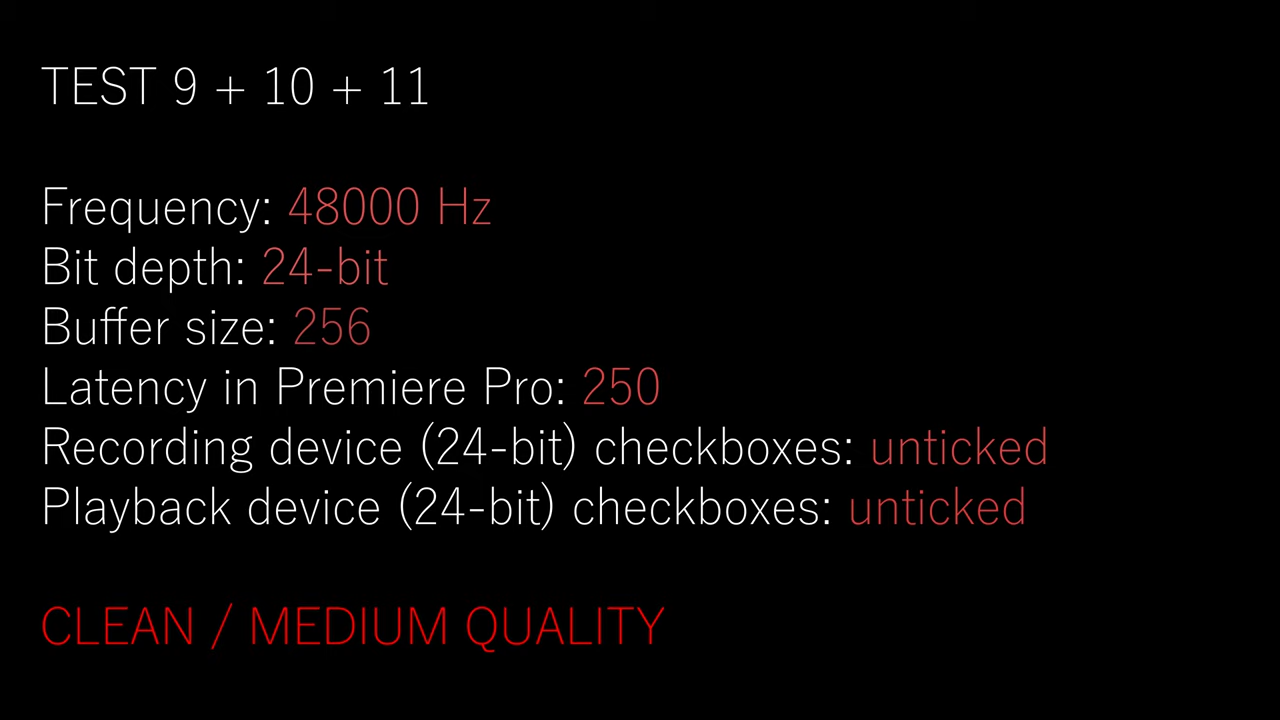 TEST 9 + 10 + 11
Frequency: 48000 Hz
Bit depth: 24-bit
Buffer size: 256
Latency in Premiere Pro: 250
Recording device (24-bit) checkboxes: unticked
Playback device (24-bit) checkboxes: unticked
CLEAN / MEDIUM QUALITY